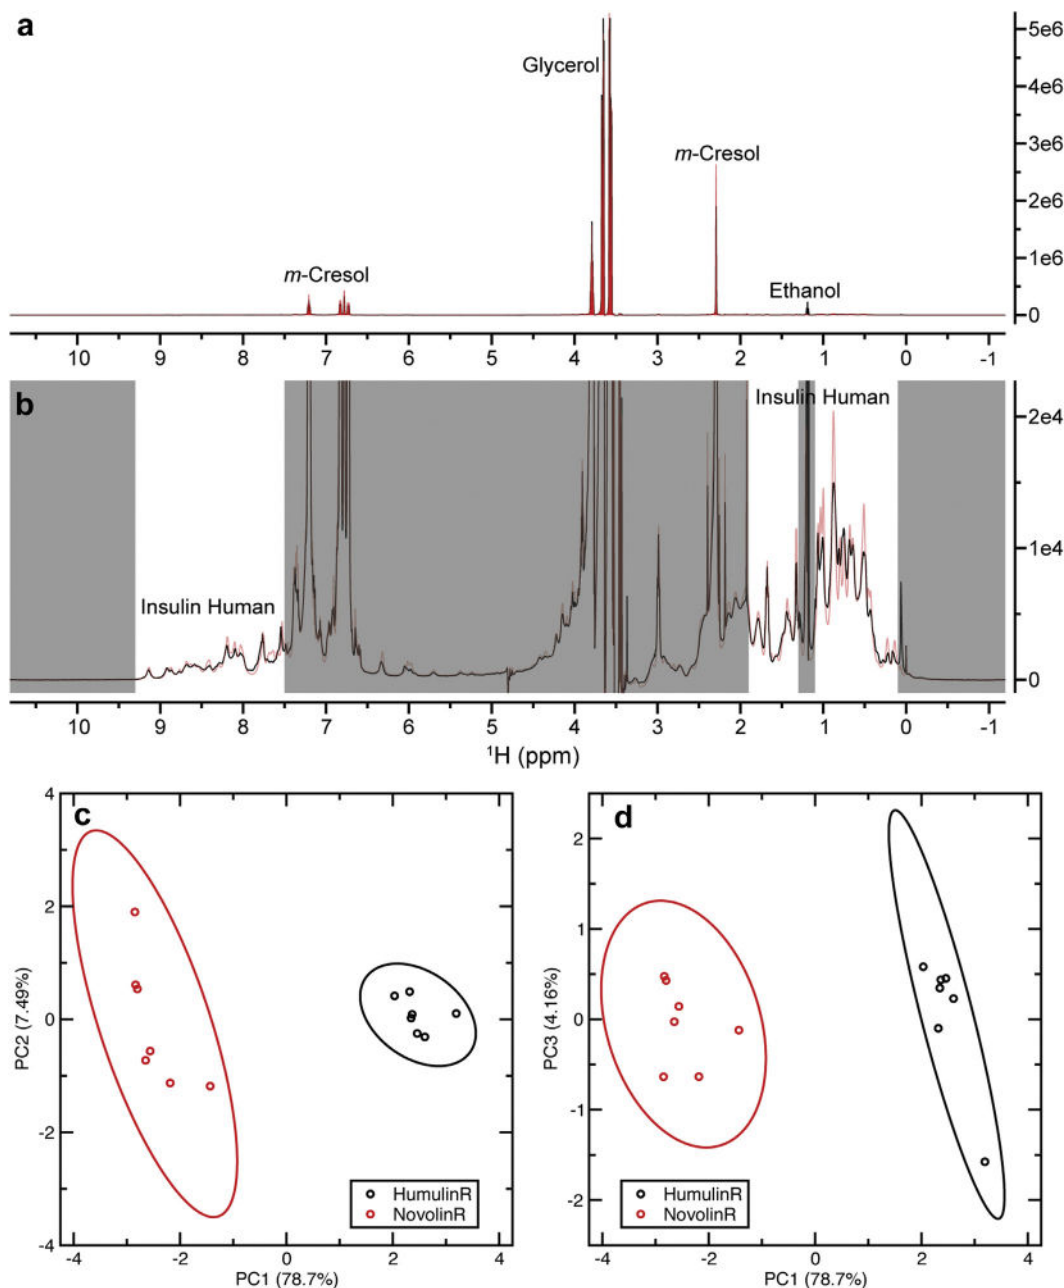 a
5e6
Glycerol
4e6
m-Cresol
3e6
2e6
m-Cresol
1e6
Ethanol
0
10 9 8 7 6 5 4 3 2 1 0 -1
b
Insulin Human
2e4
1e4
Insulin Human
0
10 9 8 7 6 5 4 3 2 1 0 -1
¹H (ppm)
c
4
2
0
-2
-4
PC2 (7.49%)
HumulinR
NovolinR
-4 -2 0 2 4
PC1 (78.7%)
d
2
1
0
-1
-2
PC3 (4.16%)
HumulinR
NovolinR
-4 -2 0 2 4
PC1 (78.7%)